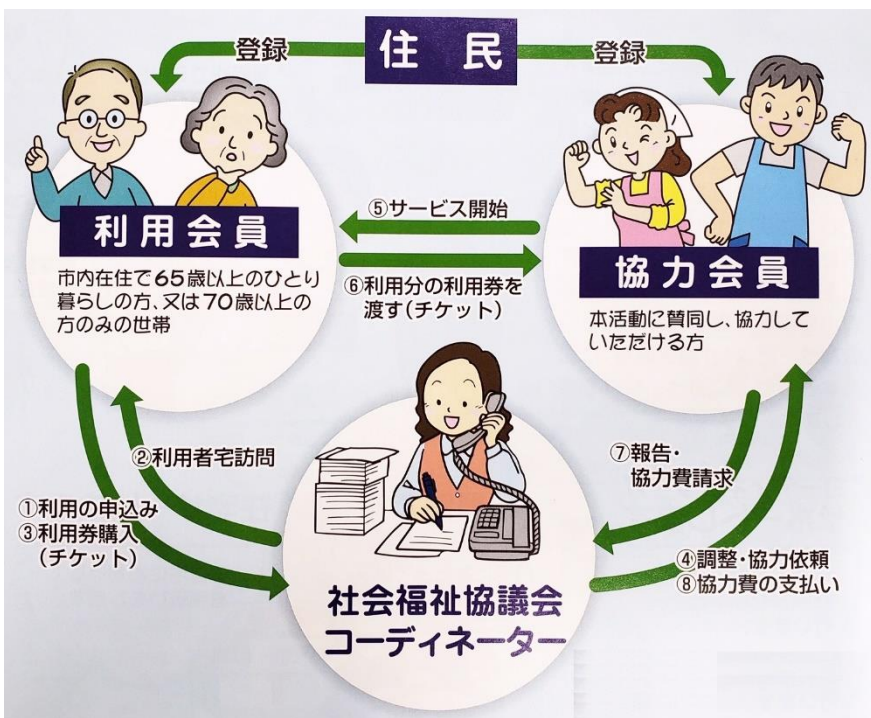 住民
登録
登録
利用会員
市内在住で65歳以上のひとり
暮らしの方、又は70歳以上の
方のみの世帯
⑤サービス開始
⑥利用分の利用券を
渡す(チケット)
協力会員
本活動に賛同し、協力して
いただける方
②利用者宅訪問
①利用の申込み
③利用券購入
(チケット)
⑦報告・
協力費請求
④調整・協力依頼
⑧協力費の支払い
社会福祉協議会
コーディネーター